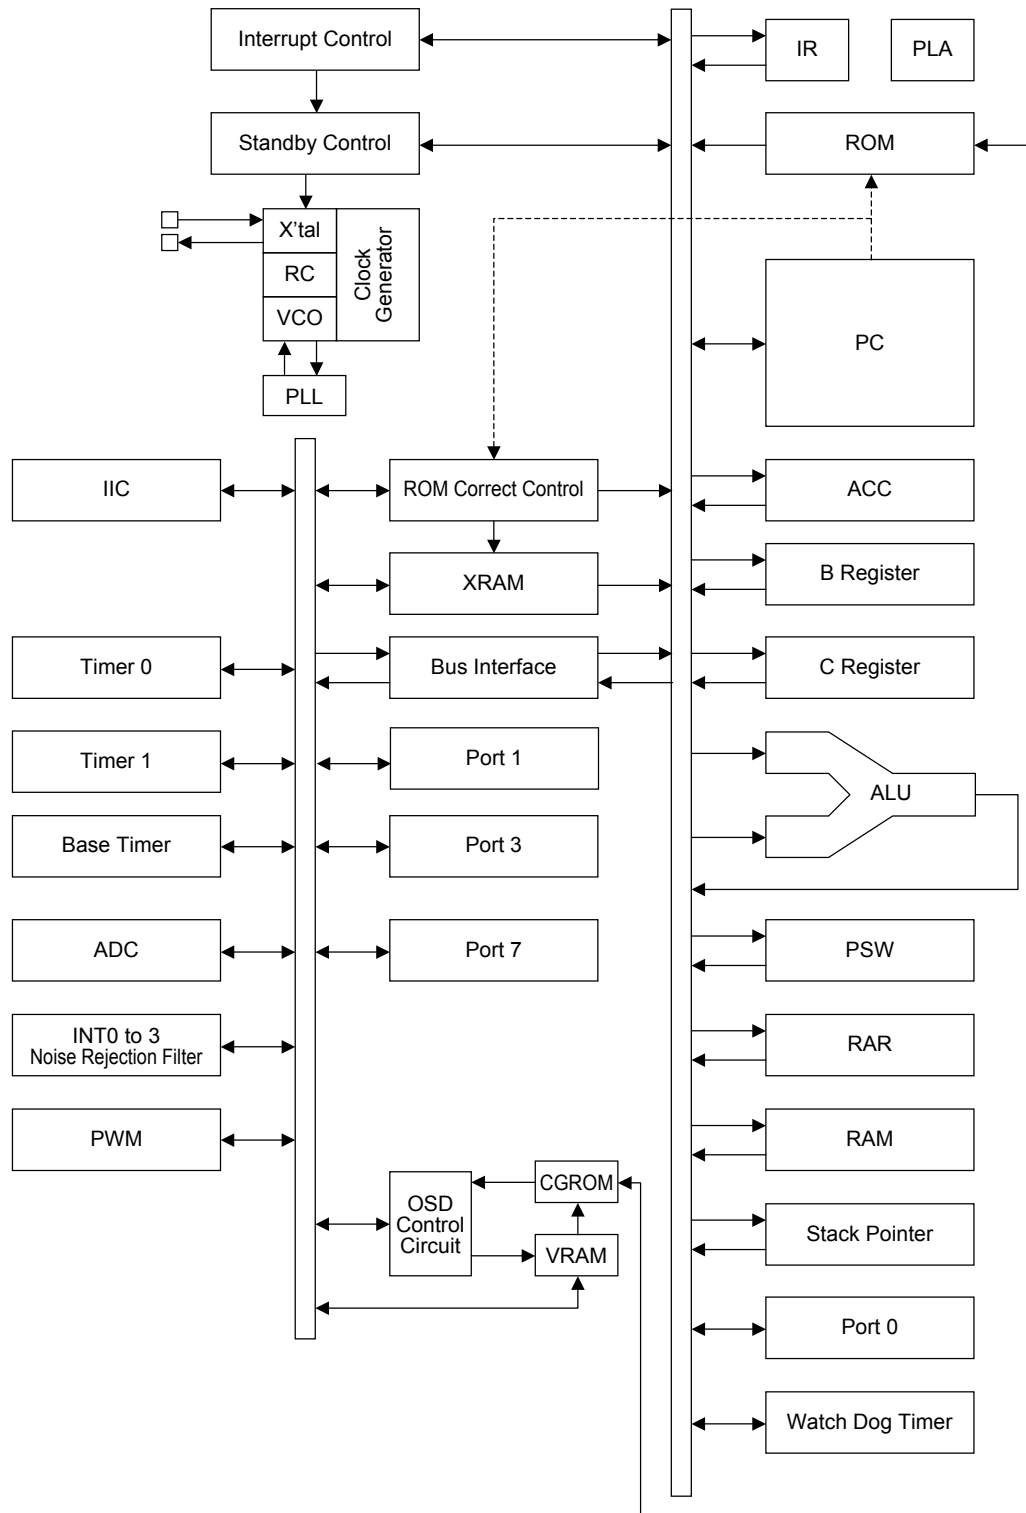 Interrupt Control
IR
PLA
Standby Control
ROM
X'tal
RC
VCO
Clock
Generator
PC
PLL
IIC
ROM Correct Control
ACC
XRAM
B Register
Timer 0
Bus Interface
C Register
Timer 1
Port 1
ALU
Base Timer
Port 3
ADC
Port 7
PSW
INT0 to 3
Noise Rejection Filter
RAR
PWM
RAM
OSD
Control
Circuit
CGROM
VRAM
Stack Pointer
Port 0
Watch Dog Timer